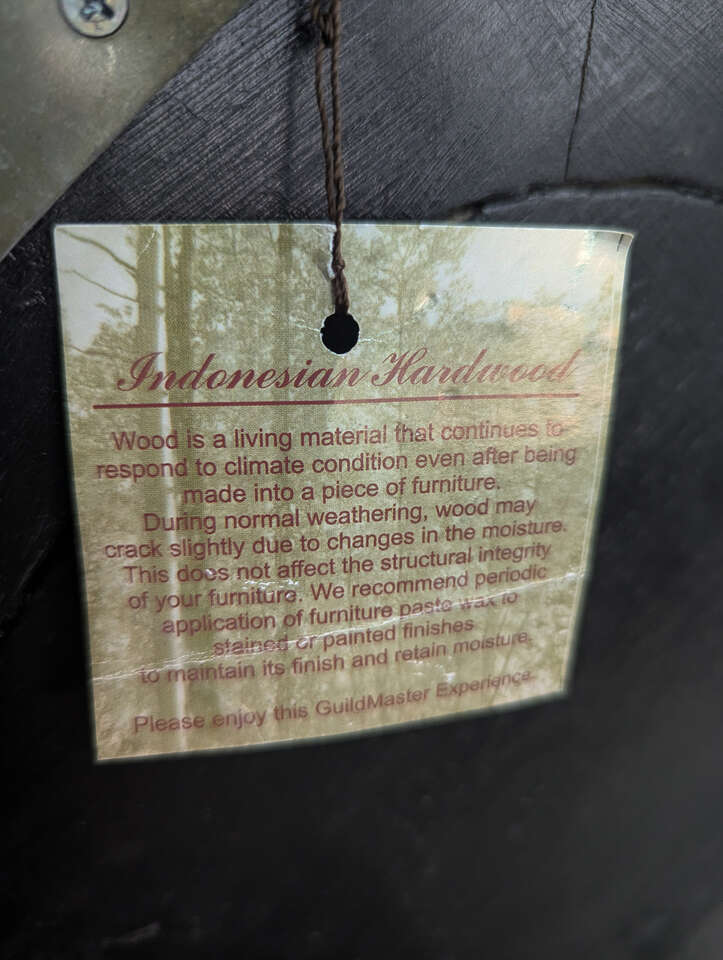 Indonesian Hardwood
Wood is a living material that continues to
respond to climate condition even after being
made into a piece of furniture.
During normal weathering, wood may
crack slightly due to changes in the moisture.
This does not affect the structural integrity
of your furniture. We recommend periodic
application of furniture paste wax to
stained or painted finishes
to maintain its finish and retain moisture.
Please enjoy this GuildMaster Experience.